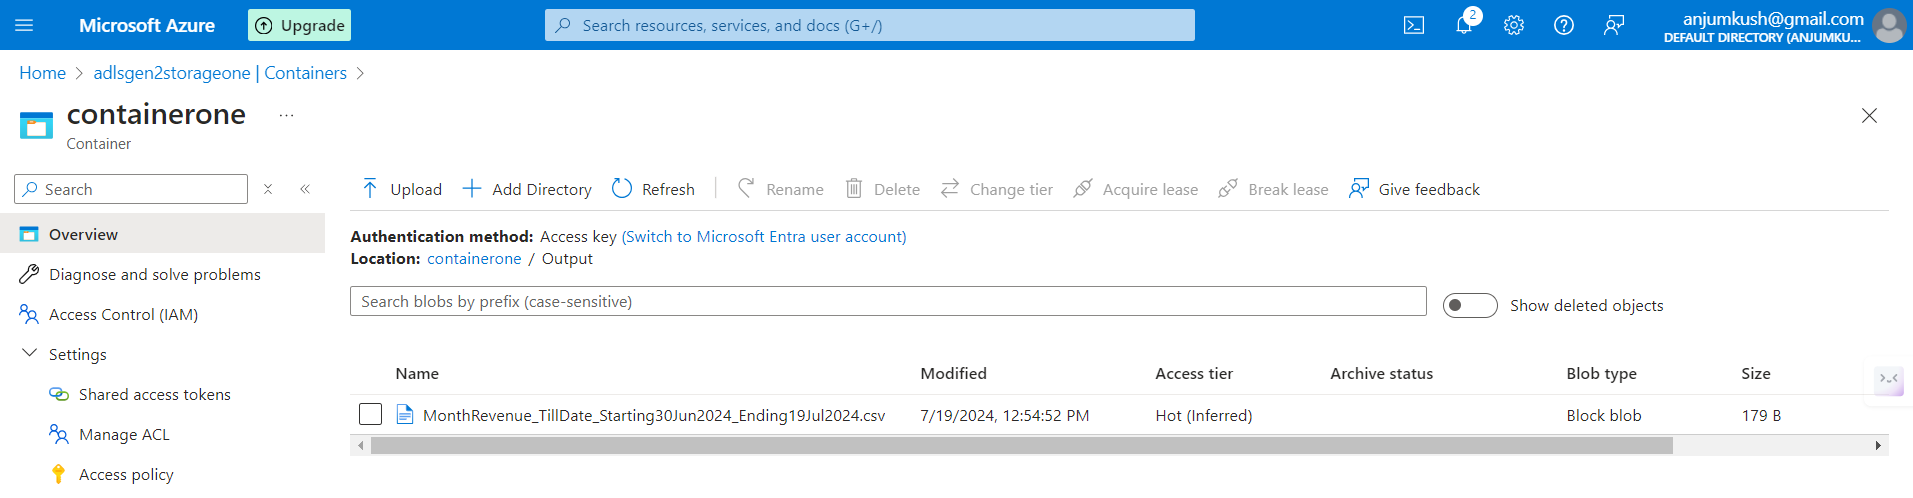 Microsoft Azure Upgrade Search resources, services, and docs (G+/) 2 anjumkush@gmail.com
DEFAULT DIRECTORY (ANJUMKU...
Home > adlsgen2storageone | Containers >
containerone ...
Container
Search
Overview
Diagnose and solve problems
Access Control (IAM)
Settings
Shared access tokens
Manage ACL
Access policy
Upload Add Directory Refresh Rename Delete Change tier Acquire lease Break lease Give feedback
Authentication method: Access key (Switch to Microsoft Entra user account)
Location: containerone / Output
Search blobs by prefix (case-sensitive) Show deleted objects
Name Modified Access tier Archive status Blob type Size
MonthRevenue_TillDate_Starting30Jun2024_Ending19Jul2024.csv 7/19/2024, 12:54:52 PM Hot (Inferred) Block blob 179 B